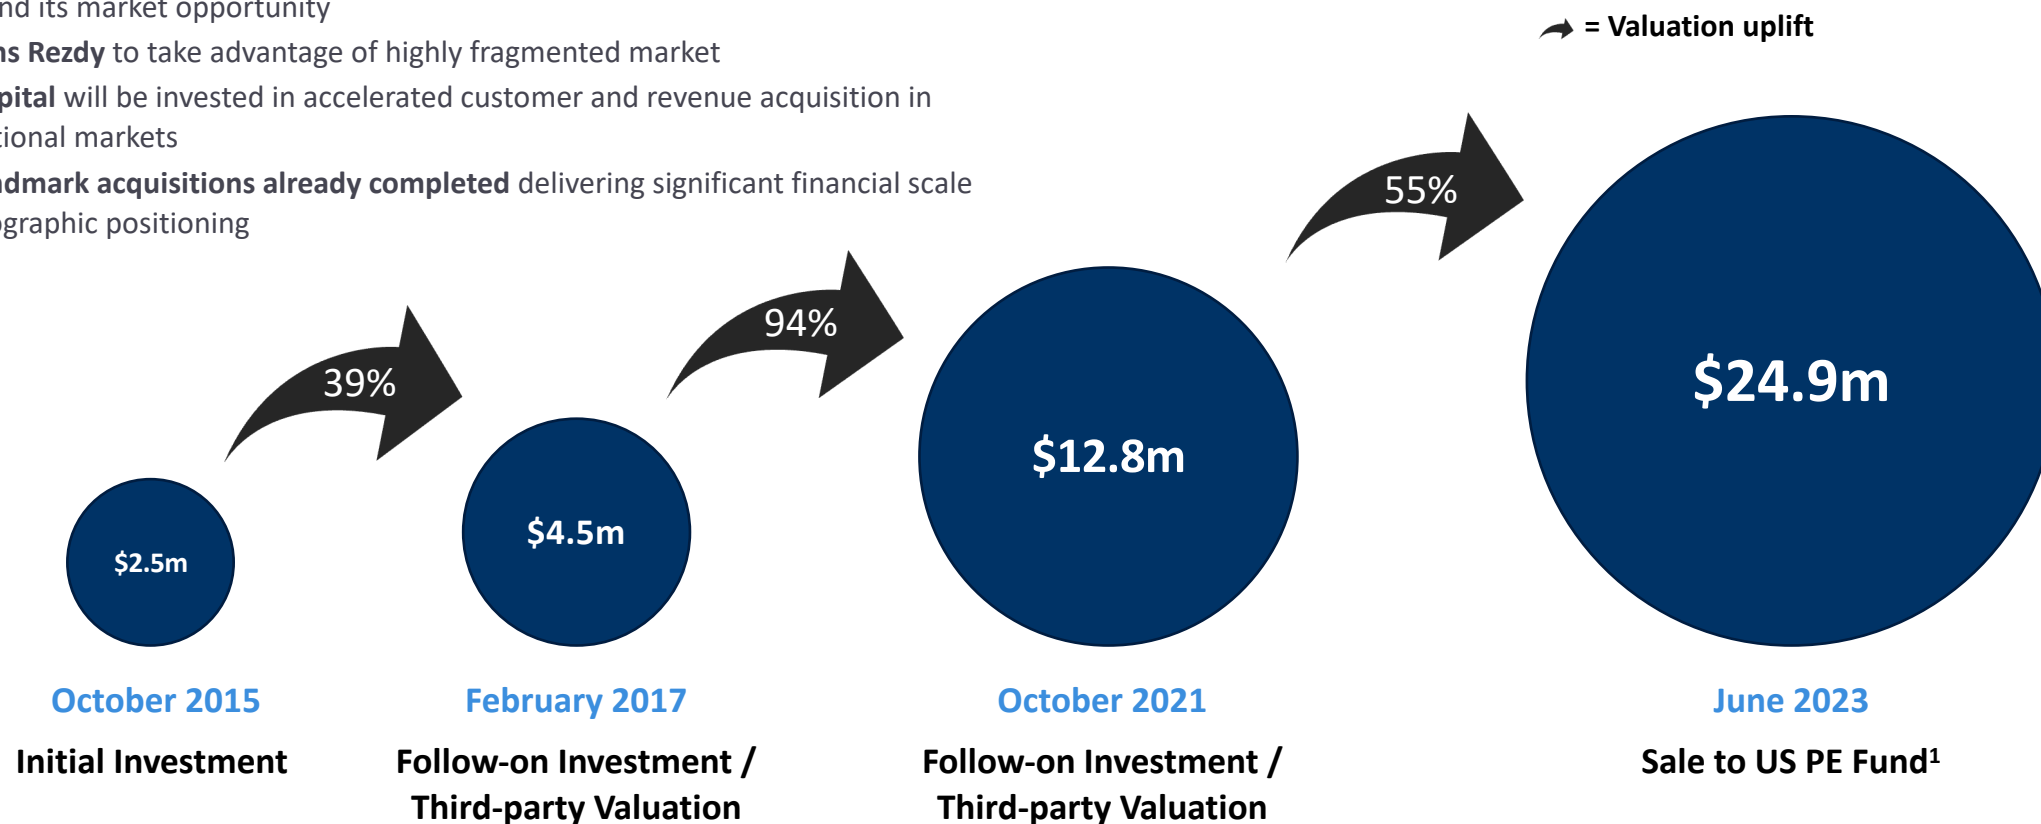 nd its market opportunity
ns Rezdy to take advantage of highly fragmented market
pital will be invested in accelerated customer and revenue acquisition in
tional markets
ndmark acquisitions already completed delivering significant financial scale
ographic positioning
= Valuation uplift
39%
94%
55%
$2.5m
$4.5m
$12.8m
$24.9m
October 2015
February 2017
October 2021
June 2023
Initial Investment
Follow-on Investment /
Third-party Valuation
Follow-on Investment /
Third-party Valuation
Sale to US PE Fund¹